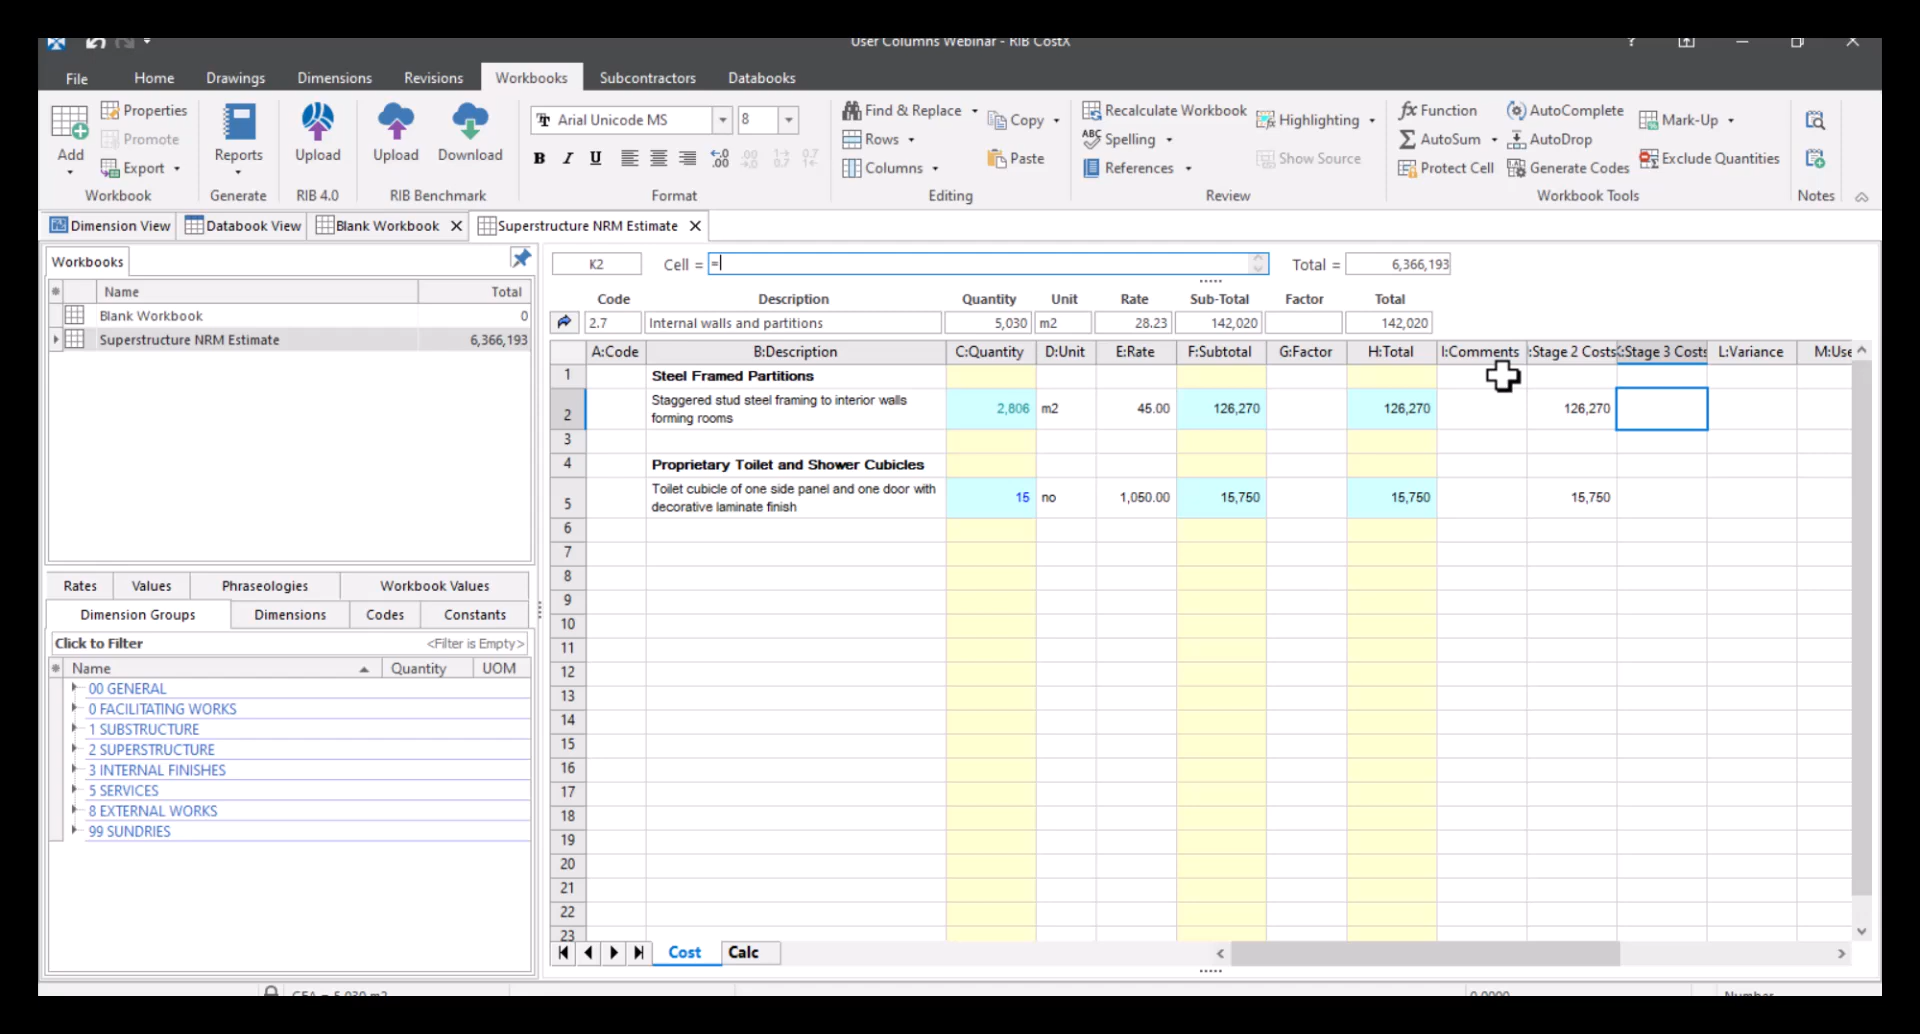 User Columns Webinar - RIB CostX
File Home Drawings Dimensions Revisions Workbooks Subcontractors Databooks
Properties
Promote
Add Export
Workbook
Reports
Generate
Upload
RIB 4.0
Upload Download
RIB Benchmark
Arial Unicode MS 8
B I U
Format
Find & Replace
Rows
Columns
Copy
Paste
Editing
Recalculate Workbook
Spelling
References
Highlighting
Show Source
Review
Function
AutoSum
Protect Cell
AutoComplete
AutoDrop
Generate Codes
Mark-Up
Exclude Quantities
Workbook Tools
Notes
Dimension View Databook View Blank Workbook Superstructure NRM Estimate
Workbooks
Name Total
Blank Workbook 0
Superstructure NRM Estimate 6,366,193
Rates Values Phraseologies Workbook Values
Dimension Groups Dimensions Codes Constants
Click to Filter <Filter is Empty>
Name Quantity UOM
00 GENERAL
0 FACILITATING WORKS
1 SUBSTRUCTURE
2 SUPERSTRUCTURE
3 INTERNAL FINISHES
5 SERVICES
8 EXTERNAL WORKS
99 SUNDRIES
K2 Cell = = Total = 6,366,193
Code Description Quantity Unit Rate Sub-Total Factor Total
2.7 Internal walls and partitions 5,030 m2 28.23 142,020 142,020
A:Code B:Description C:Quantity D:Unit E:Rate F:Subtotal G:Factor H:Total I:Comments :Stage 2 Costs :Stage 3 Costs L:Variance M:Use
1 Steel Framed Partitions
2 Staggered stud steel framing to interior walls forming rooms 2,806 m2 45.00 126,270 126,270 126,270
3
4 Proprietary Toilet and Shower Cubicles
5 Toilet cubicle of one side panel and one door with decorative laminate finish 15 no 1,050.00 15,750 15,750 15,750
6
7
8
9
10
11
12
13
14
15
16
17
18
19
20
21
22
23
Cost Calc
GFA = 5,030 m2 0.0000 Number